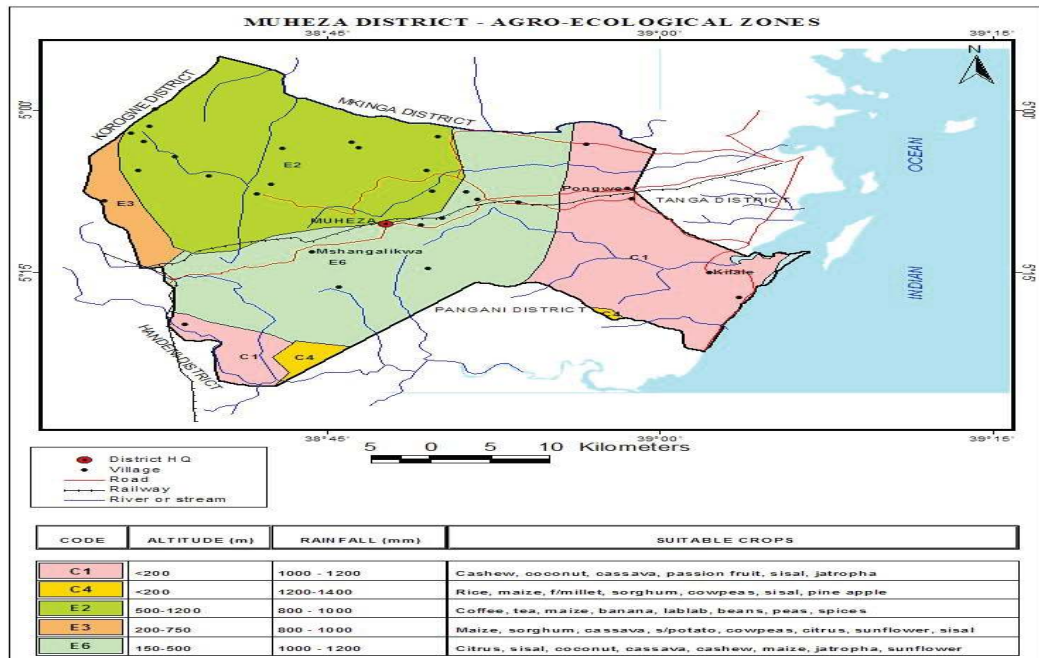 MUHEZA DISTRICT - AGRO-ECOLOGICAL ZONES
38°45' 39°00' 39°15'
N
KOROGWE DISTRICT
MKINGA DISTRICT
5°00' 5°00'
OCEAN
E2
E3
Pongwe
TANGA DISTRICT
MUHEZA
Mshangalikwa
E6
C1
Kitale
5°15' 5°15'
INDIAN
PANGANI DISTRICT
C4
HANDENI DISTRICT
C1
C4
38°45' 39°00' 39°15'
5 0 5 10 Kilometers
District HQ
Village
Road
Railway
River or stream
CODE ALTITUDE (m) RAINFALL (mm) SUITABLE CROPS
C1 <200 1000 - 1200 Cashew, coconut, cassava, passion fruit, sisal, jatropha
C4 <200 1200-1400 Rice, maize, f/millet, sorghum, cowpeas, sisal, pine apple
E2 500-1200 800 - 1000 Coffee, tea, maize, banana, lablab, beans, peas, spices
E3 200-750 800 - 1000 Maize, sorghum, cassava, s/potato, cowpeas, citrus, sunflower, sisal
E6 150-500 1000 - 1200 Citrus, sisal, coconut, cassava, cashew, maize, jatropha, sunflower